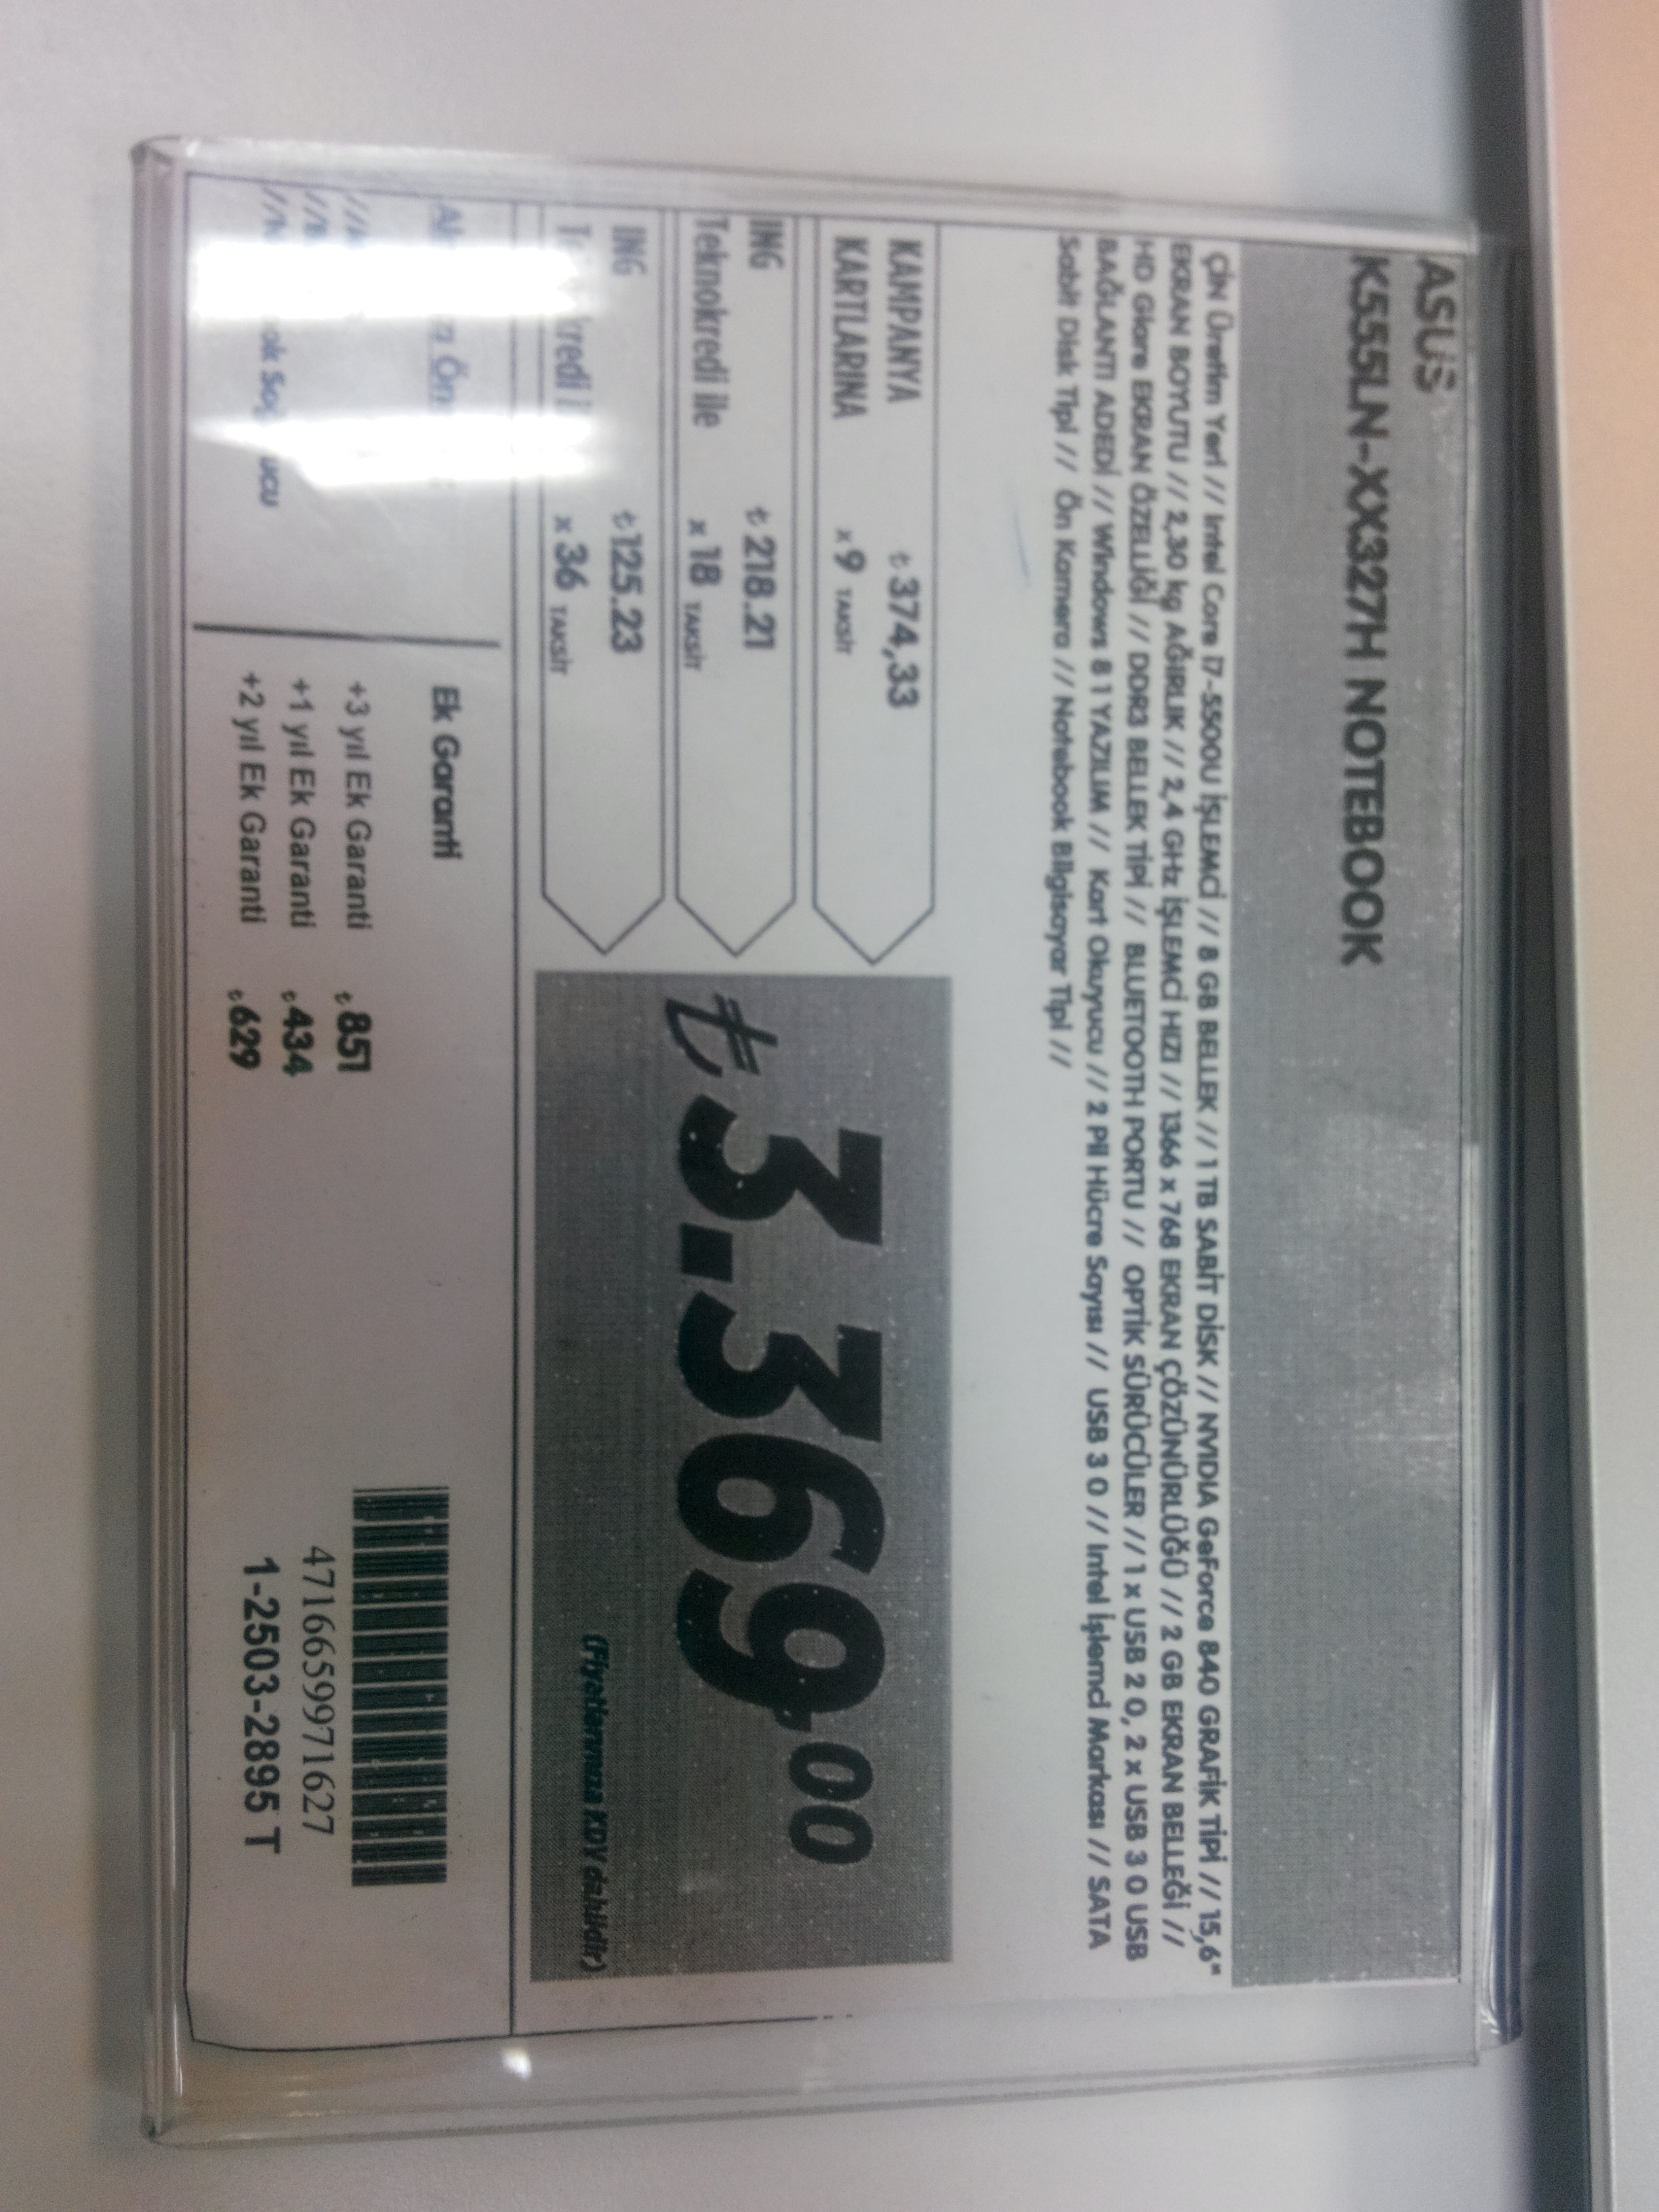 ASUS
K555LN-XX327H NOTEBOOK
ÇİN Üretim Yeri // Intel Core i7-5500U İŞLEMCİ // 8 GB BELLEK // 1 TB SABİT DİSK // NVIDIA GeForce 840 GRAFİK TİPİ // 15,6"
EKRAN BOYUTU // 2,30 kg AĞIRLIK // 2,4 GHz İŞLEMCİ HIZI // 1366 x 768 EKRAN ÇÖZÜNÜRLÜĞÜ // 2 GB EKRAN BELLEĞİ //
HD Glare EKRAN ÖZELLİĞİ // DDR3 BELLEK TİPİ // BLUETOOTH PORTU // OPTİK SÜRÜCÜLER // 1 x USB 2 0, 2 x USB 3 0 USB
BAĞLANTI ADEDİ // Windows 8 1 YAZILIM // Kart Okuyucu // 2 Pil Hücre Sayısı // USB 3 0 // Intel İşlemci Markası // SATA
Sabit Disk Tipi // Ön Kamera // Notebook Bilgisayar Tipi //
KAMPANYA ₺374,33
KARTLARINA x 9 TAKSİT
ING ₺218.21
Teknokredi ile x 18 TAKSİT
ING ₺125.23
x 36 TAKSİT
₺3.369,00
(Fiyatlarımıza KDV dahildir)
Ek Garanti
+3 yıl Ek Garanti ₺851
+1 yıl Ek Garanti ₺434
+2 yıl Ek Garanti ₺629
4716659971627
1-2503-2895 T